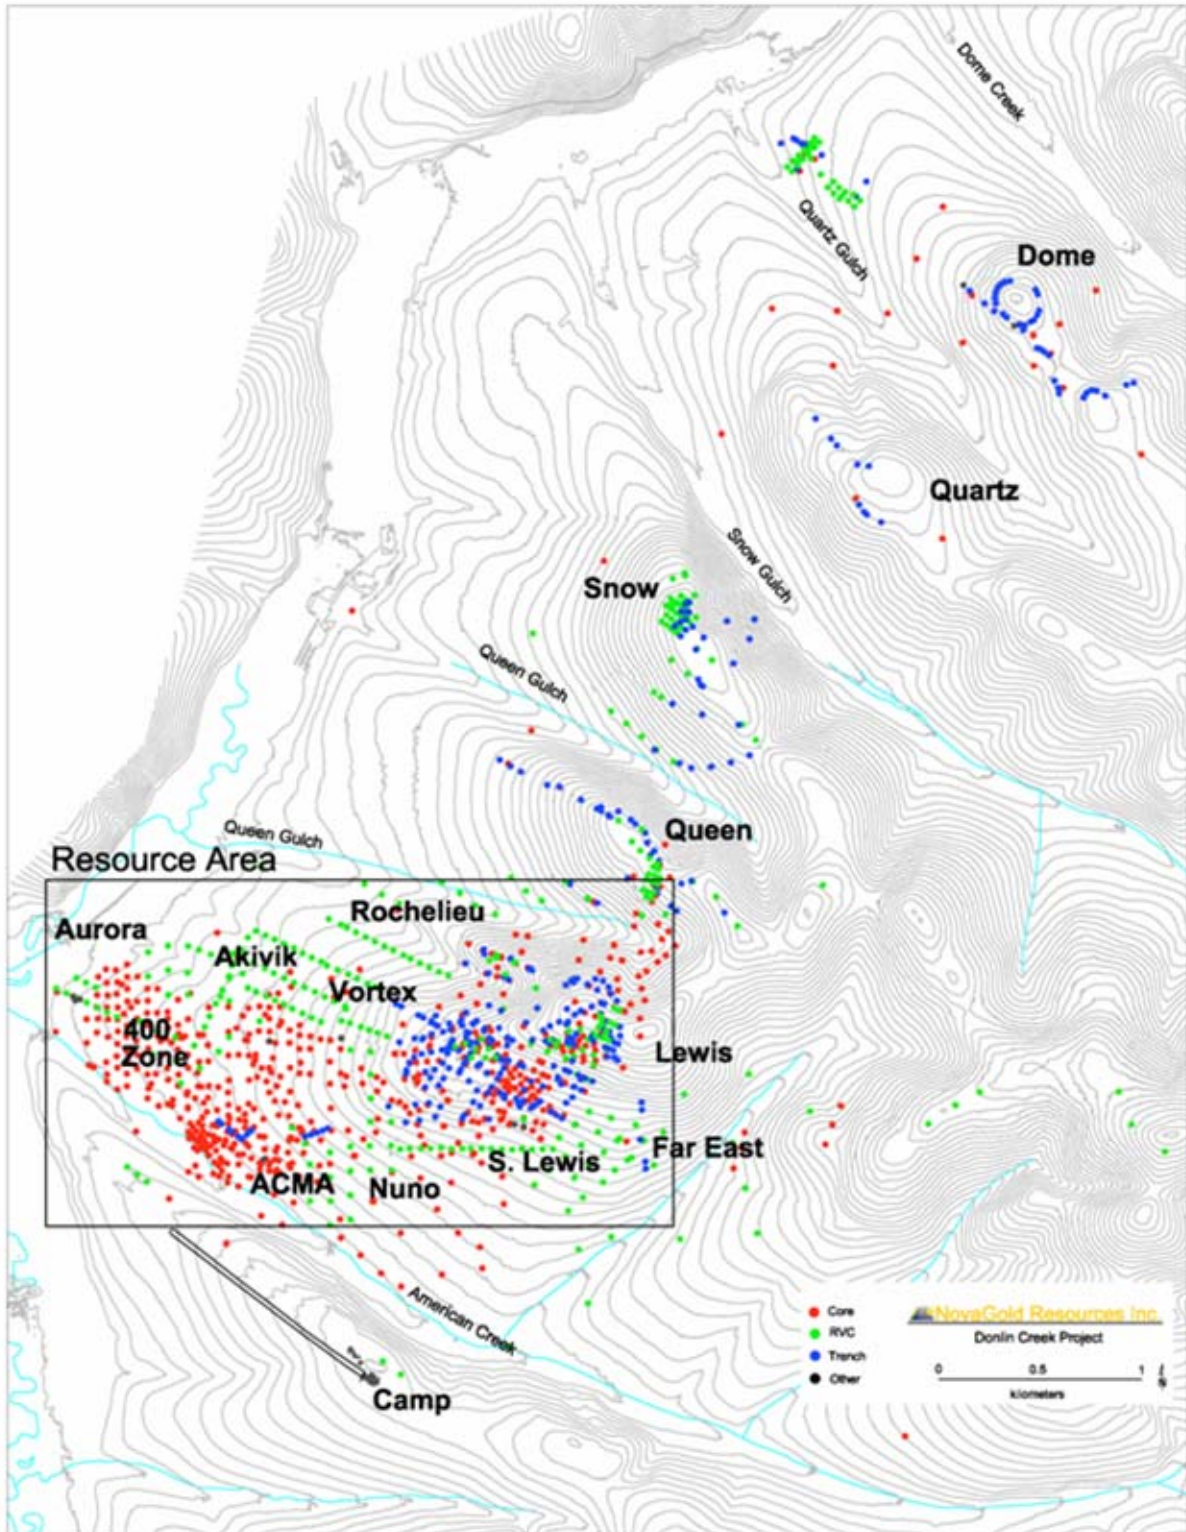 Dome Creek
Quartz Gulch
Dome
Quartz
Snow Gulch
Snow
Queen Gulch
Queen
Queen Gulch
Resource Area
Rochelieu
Aurora
Akivik
Vortex
400
Zone
Lewis
Far East
S. Lewis
ACMA
Nuno
American Creek
Camp
Core
RVC
Trench
Other
NovaGold Resources Inc.
Donlin Creek Project
0 0.5 1
kilometers